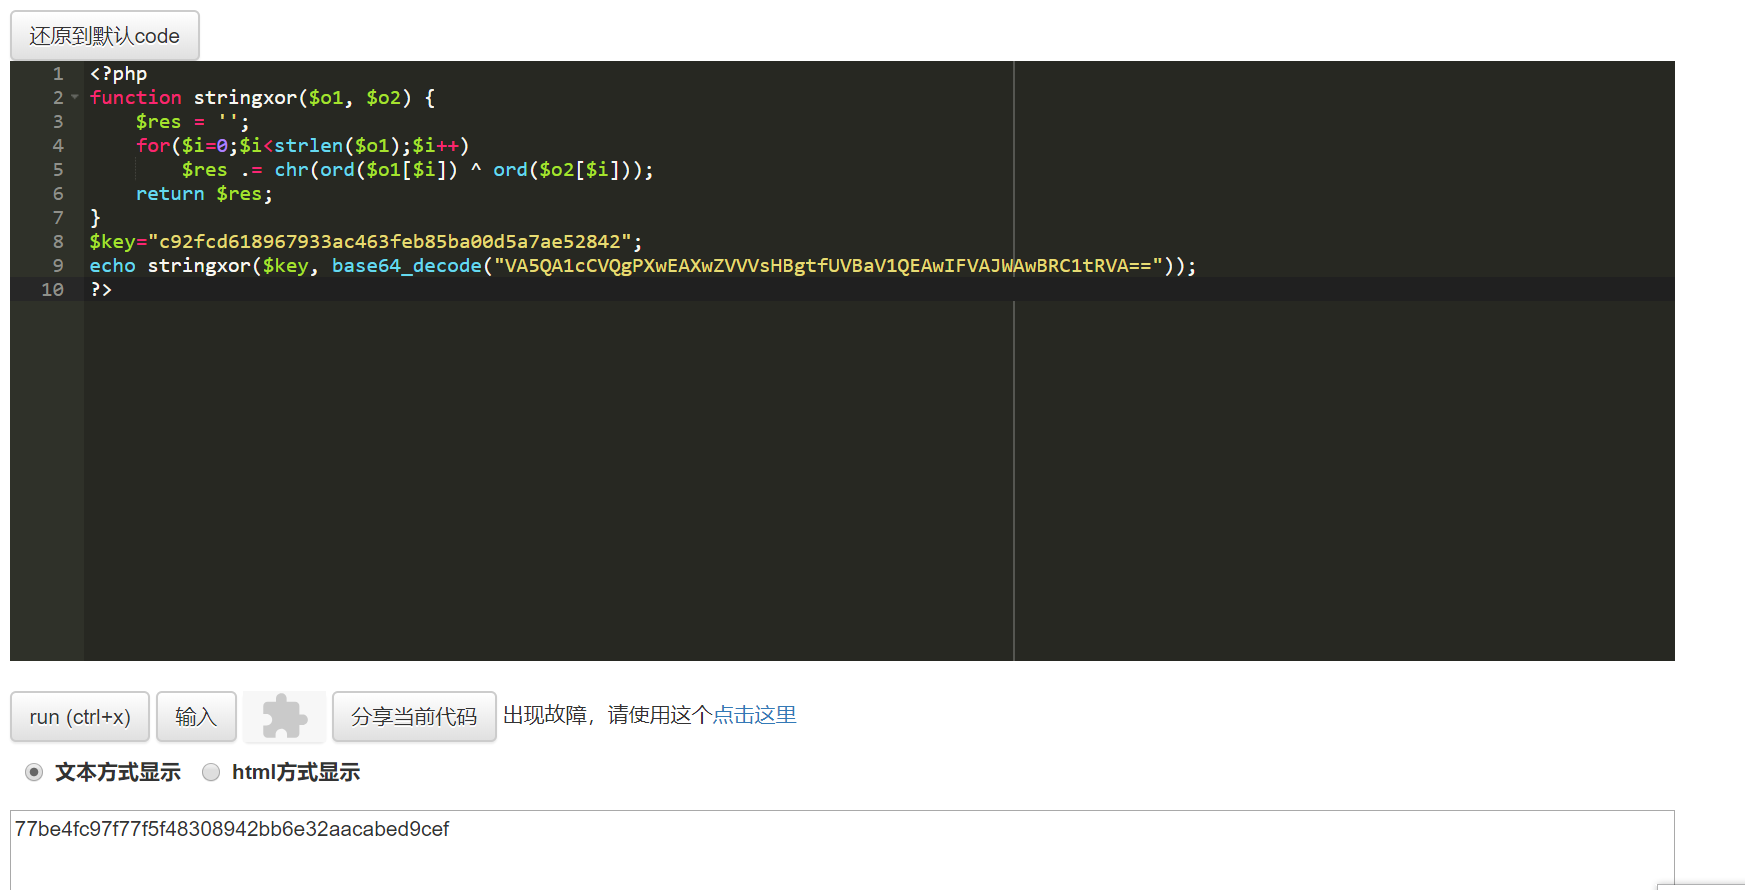 还原到默认code
1 <?php
2 function stringxor($o1, $o2) {
3     $res = '';
4     for($i=0;$i<strlen($o1);$i++)
5         $res .= chr(ord($o1[$i]) ^ ord($o2[$i]));
6     return $res;
7 }
8 $key="c92fcd618967933ac463feb85ba00d5a7ae52842";
9 echo stringxor($key, base64_decode("VA5QA1cCVQgPXwEAXwZVVVsHBgtfUVBaV1QEAwIFVAJWAwBRC1tRVA=="));
10 ?>
run (ctrl+x) 输入 分享当前代码 出现故障，请使用这个点击这里
文本方式显示 html方式显示
77be4fc97f77f5f48308942bb6e32aacabed9cef